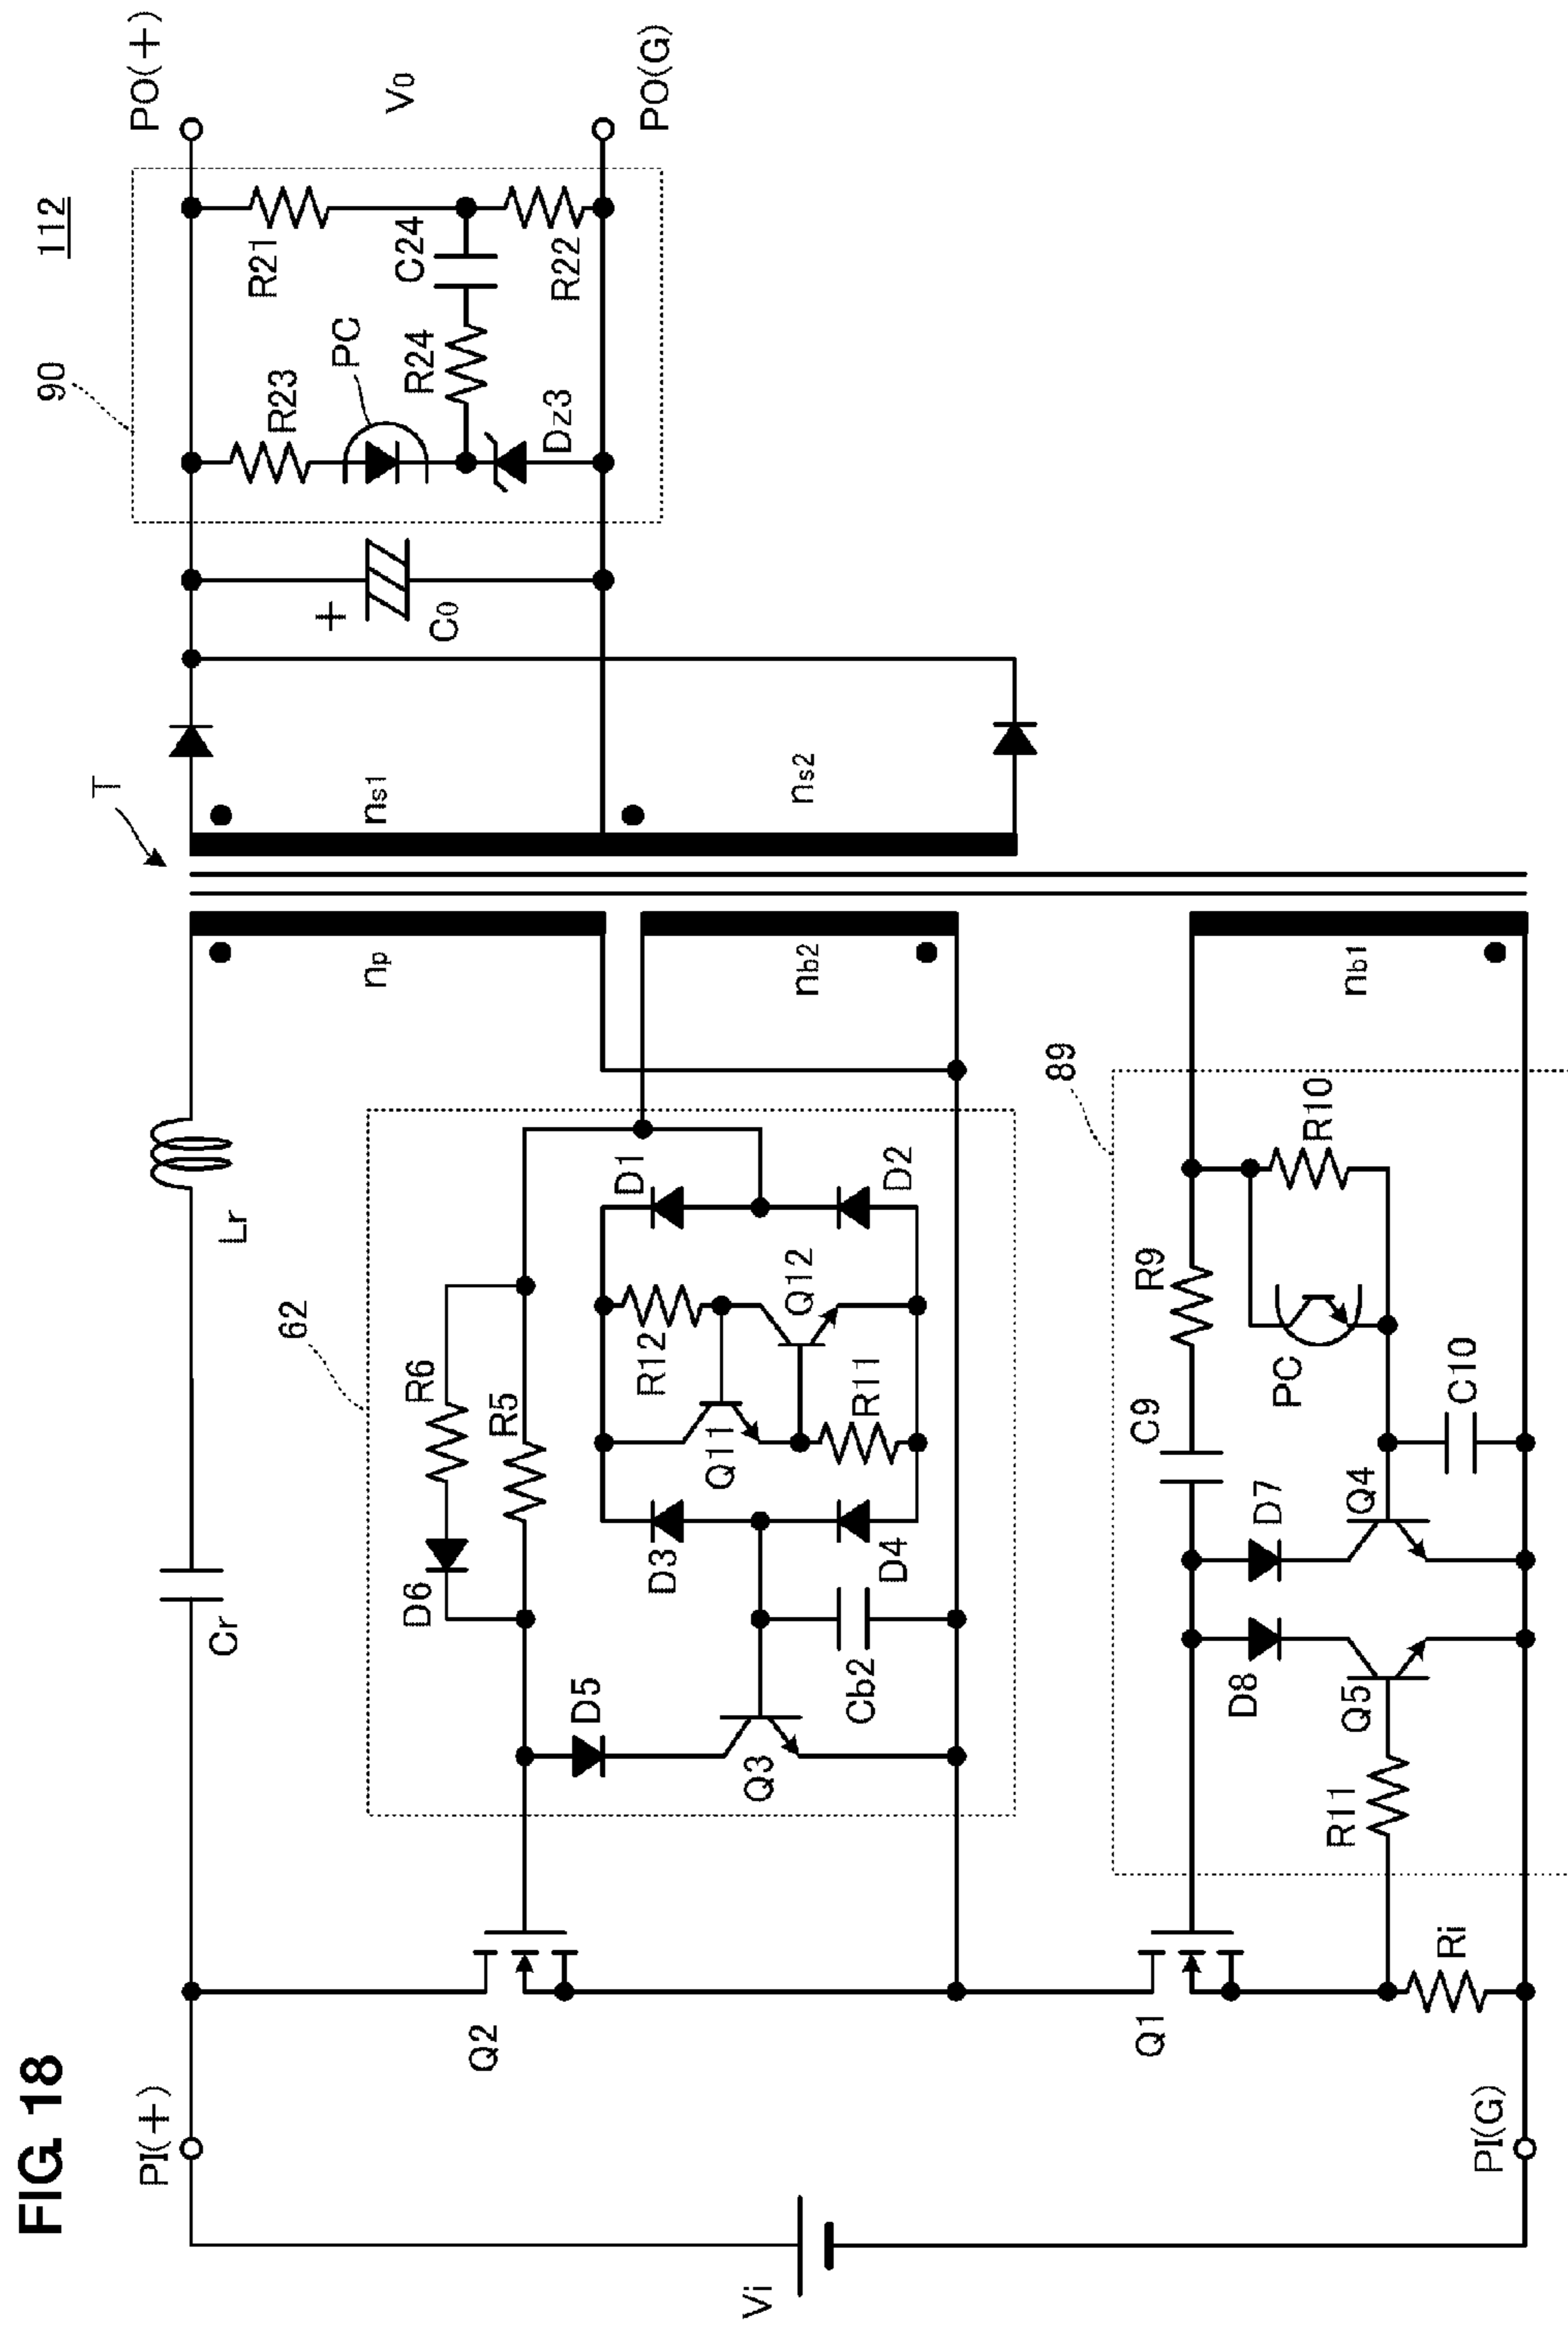 FIG. 18
112
PI(+)
Vi
PI(G)
Q2
Q1
Ri
Cr
Lr
T
np
nb2
nb1
ns1
ns2
62
D6
R6
R5
D5
Q3
Cb2
D3
D4
Q11
R11
R12
Q12
D1
D2
89
R11
Q5
D8
D7
Q4
C9
R9
C10
PC
R10
C0
90
R23
PC
R24
Dz3
R21
C24
R22
PO(+)
V0
PO(G)